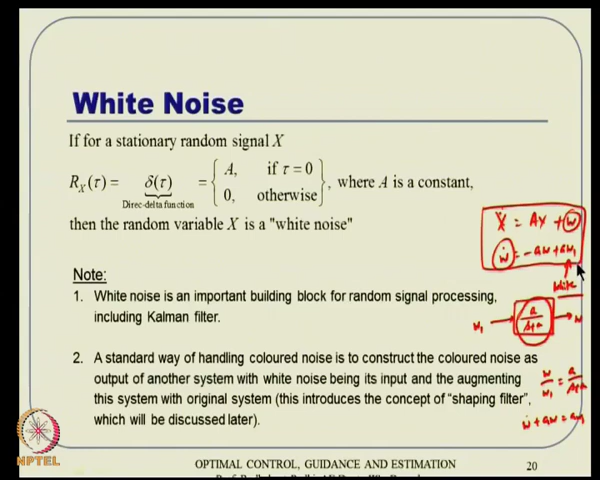 White Noise
If for a stationary random signal X
R_X(τ) = δ(τ) = { A, if τ = 0
0, otherwise }, where A is a constant,
Direc-delta function
then the random variable X is a "white noise"
Ẋ = AX + w
ẇ = -aw + aw₁
white
Note:
1. White noise is an important building block for random signal processing,
including Kalman filter.
w₁ → a/(s+a) → w
2. A standard way of handling coloured noise is to construct the coloured noise as
output of another system with white noise being its input and the augmenting
this system with original system (this introduces the concept of "shaping filter",
which will be discussed later).
w/w₁ = a/(s+a)
ẇ + aw = aw₁
NPTEL
OPTIMAL CONTROL, GUIDANCE AND ESTIMATION
20